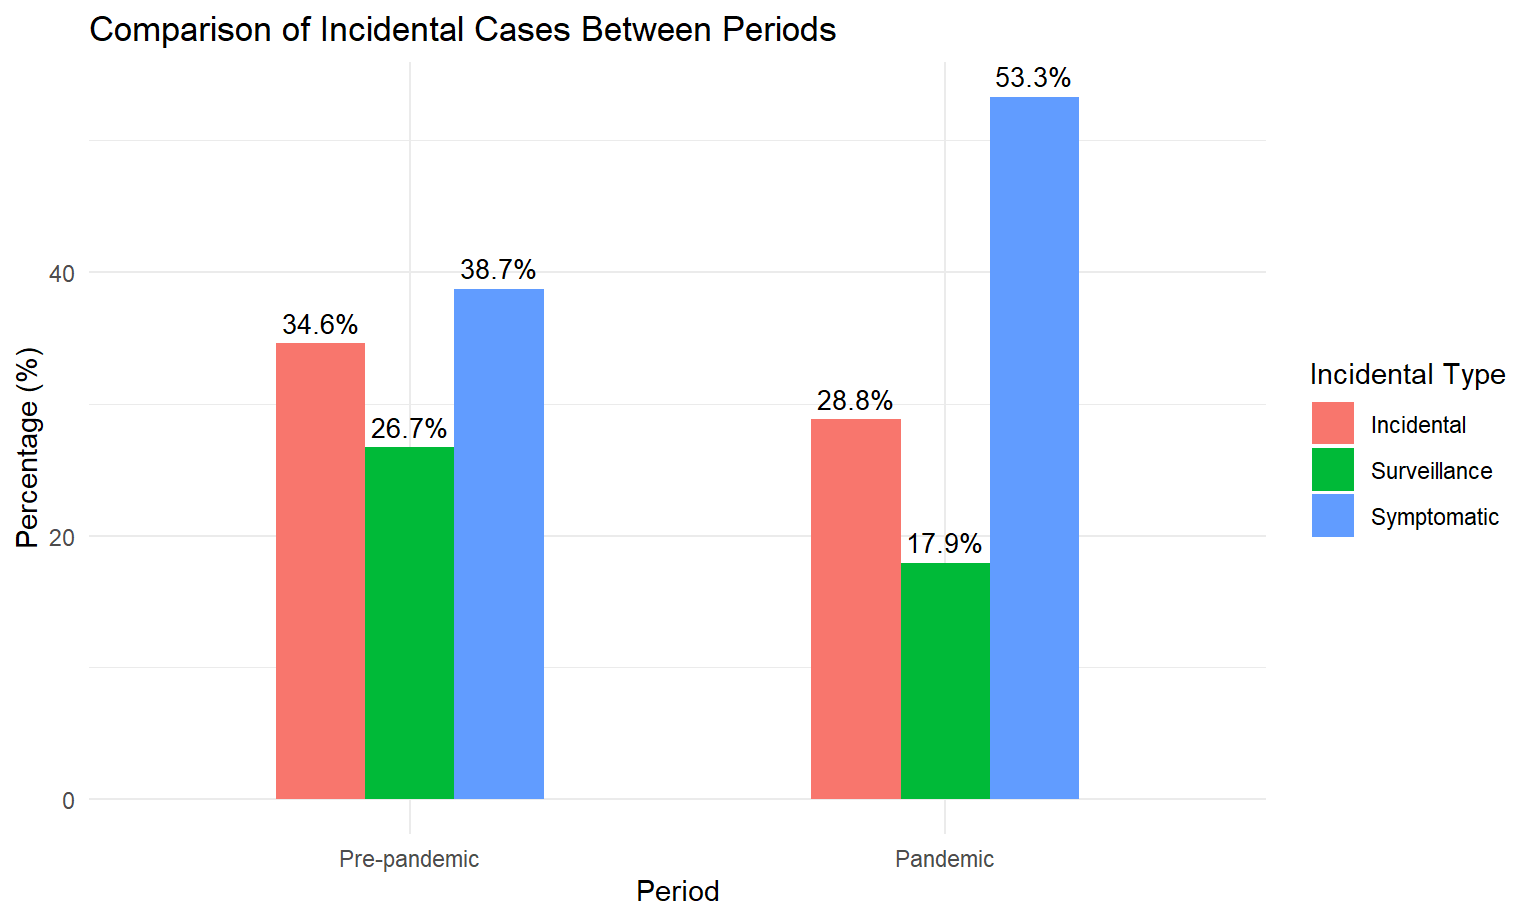 Comparison of Incidental Cases Between Periods
53.3%
38.7%
34.6%
28.8%
26.7%
17.9%
40
20
0
Percentage (%)
Pre-pandemic
Pandemic
Period
Incidental Type
Incidental
Surveillance
Symptomatic